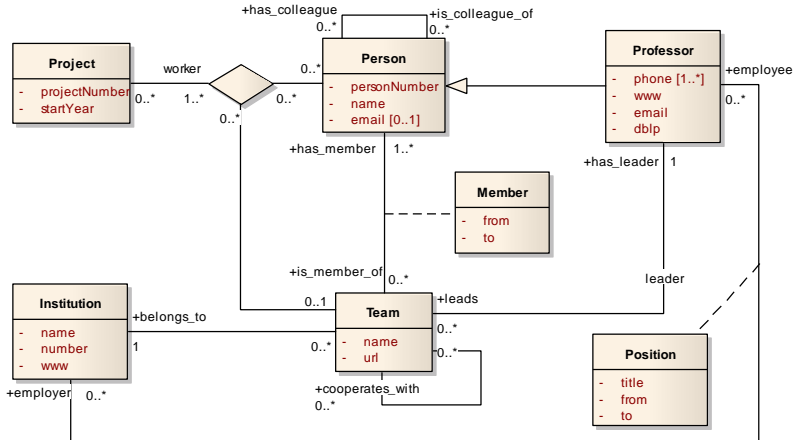 +has_colleague
0..*
+is_colleague_of
0..*
Project
- projectNumber
- startYear
worker
0..*
1..*
0..*
0..*
0..*
Person
- personNumber
- name
- email [0..1]
Professor
- phone [1..*]
- www
- email
- dblp
+employee
0..*
+has_member
1..*
+has_leader
1
Member
- from
- to
+is_member_of
0..*
leader
Institution
- name
- number
- www
+belongs_to
1
0..1
0..*
Team
- name
- url
+leads
0..*
0..*
+cooperates_with
0..*
Position
- title
- from
- to
+employer
0..*